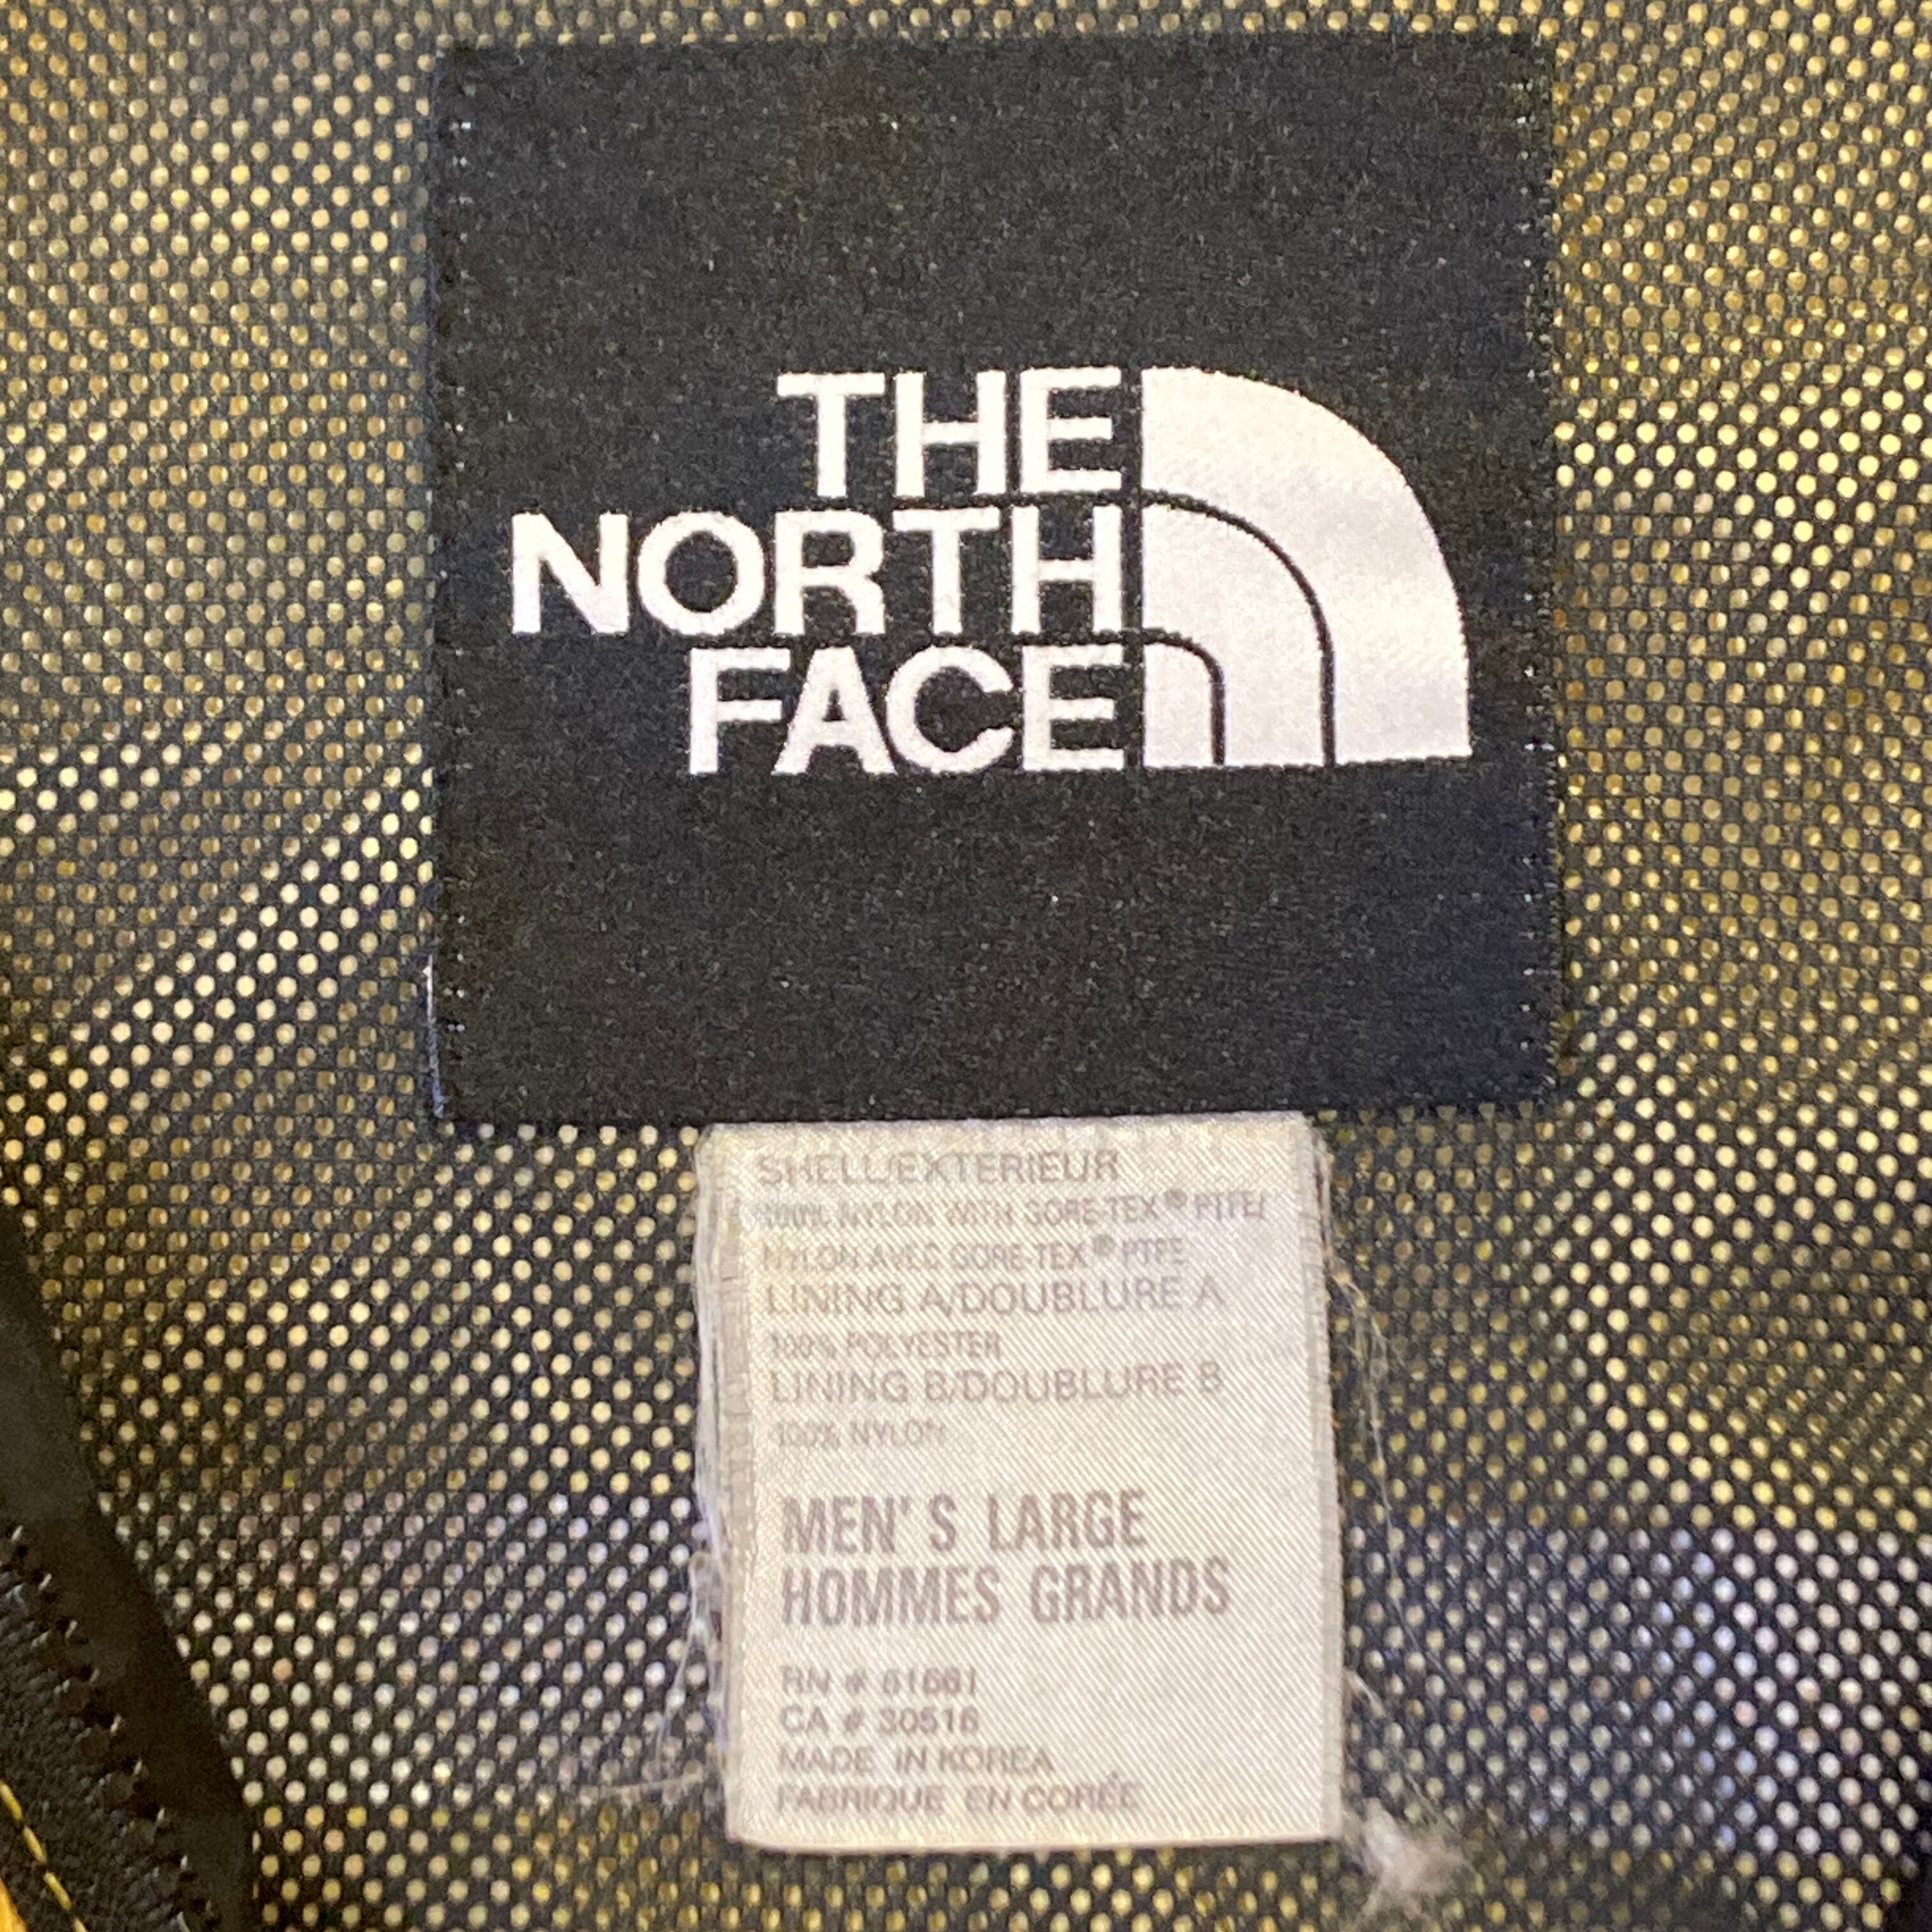 THE
NORTH
FACE
SHELL/EXTERIEUR
100% NYLON WITH GORE-TEX® PTFE/
NYLON AVEC GORE-TEX® PTFE
LINING A/DOUBLURE A
100% POLYESTER
LINING B/DOUBLURE B
100% NYLON
MEN'S LARGE
HOMMES GRANDS
RN # 61661
CA # 30516
MADE IN KOREA
FABRIQUE EN CORÉE